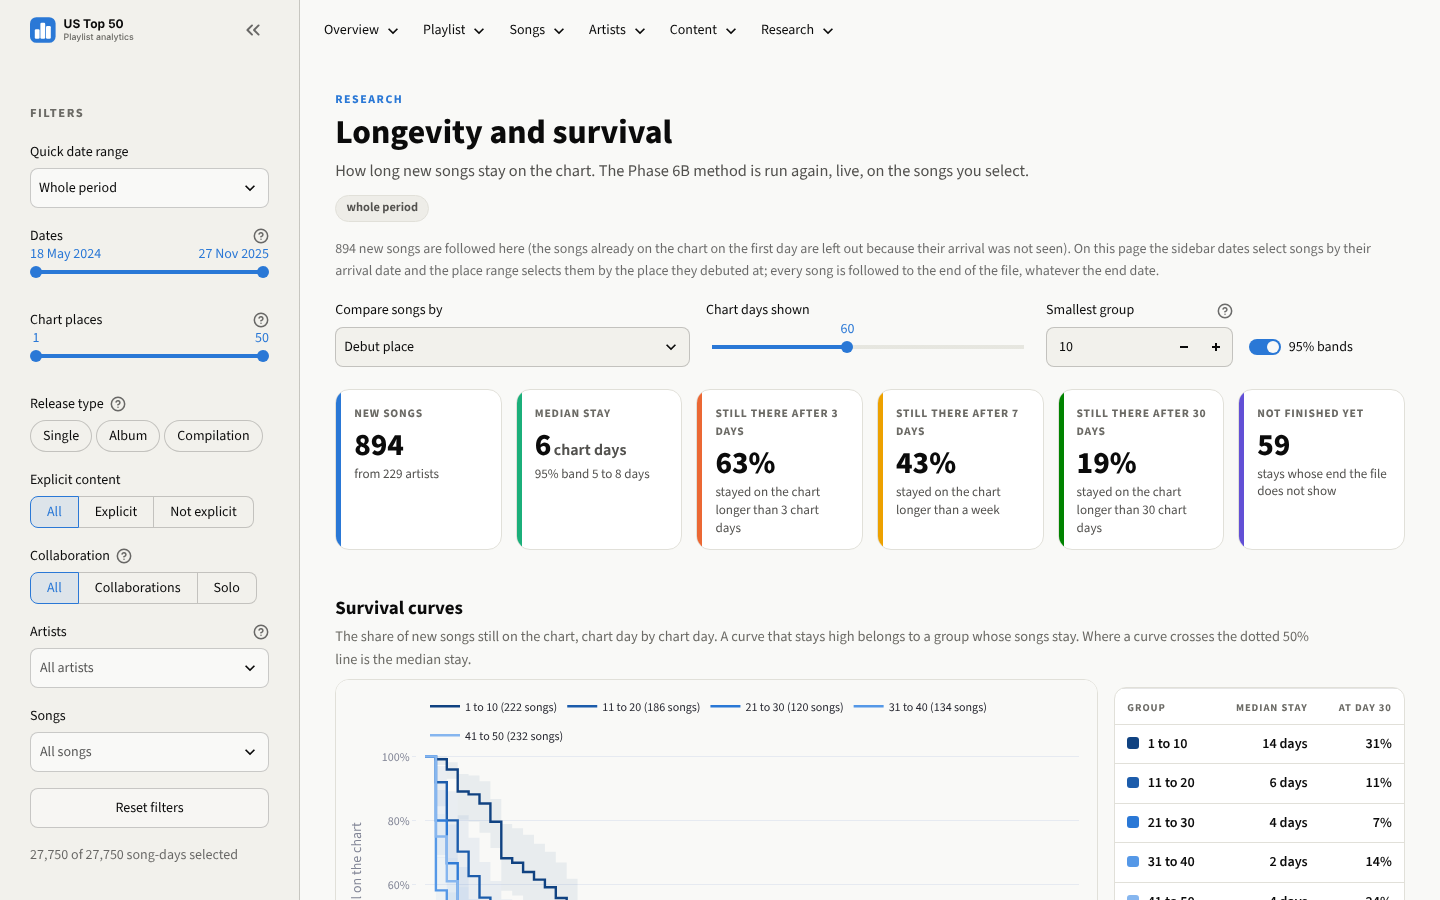 US Top 50
Playlist analytics
Overview
Playlist
Songs
Artists
Content
Research
FILTERS
Quick date range
Whole period
Dates
18 May 2024
27 Nov 2025
Chart places
1
50
Release type
Single
Album
Compilation
Explicit content
All
Explicit
Not explicit
Collaboration
All
Collaborations
Solo
Artists
All artists
Songs
All songs
Reset filters
27,750 of 27,750 song-days selected
RESEARCH
Longevity and survival
How long new songs stay on the chart. The Phase 6B method is run again, live, on the songs you select.
whole period
894 new songs are followed here (the songs already on the chart on the first day are left out because their arrival was not seen). On this page the sidebar dates select songs by their
arrival date and the place range selects them by the place they debuted at; every song is followed to the end of the file, whatever the end date.
Compare songs by
Debut place
Chart days shown
60
Smallest group
10
95% bands
NEW SONGS
894
from 229 artists
MEDIAN STAY
6 chart days
95% band 5 to 8 days
STILL THERE AFTER 3
DAYS
63%
stayed on the chart
longer than 3 chart
days
STILL THERE AFTER 7
DAYS
43%
stayed on the chart
longer than a week
STILL THERE AFTER 30
DAYS
19%
stayed on the chart
longer than 30 chart
days
NOT FINISHED YET
59
stays whose end the file
does not show
Survival curves
The share of new songs still on the chart, chart day by chart day. A curve that stays high belongs to a group whose songs stay. Where a curve crosses the dotted 50%
line is the median stay.
1 to 10 (222 songs)
11 to 20 (186 songs)
21 to 30 (120 songs)
31 to 40 (134 songs)
41 to 50 (232 songs)
100%
80%
60%
on the chart
GROUP MEDIAN STAY AT DAY 30
1 to 10 14 days 31%
11 to 20 6 days 11%
21 to 30 4 days 7%
31 to 40 2 days 14%